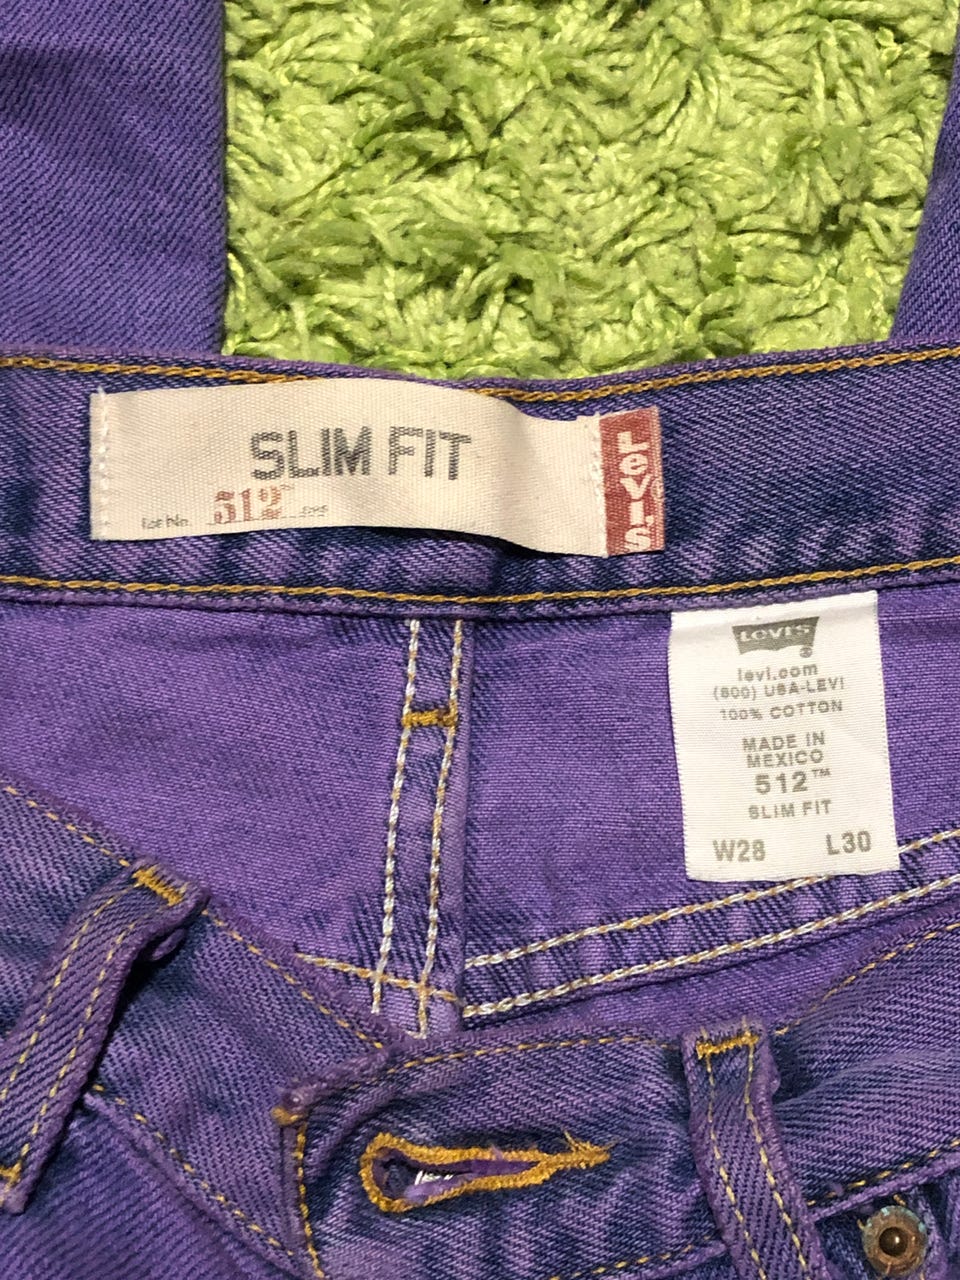 SLIM FIT
Lot No. 512™
LEVI'S
LEVI'S
®
levi.com
(800) USA-LEVI
100% COTTON
MADE IN
MEXICO
512™
SLIM FIT
W28 L30